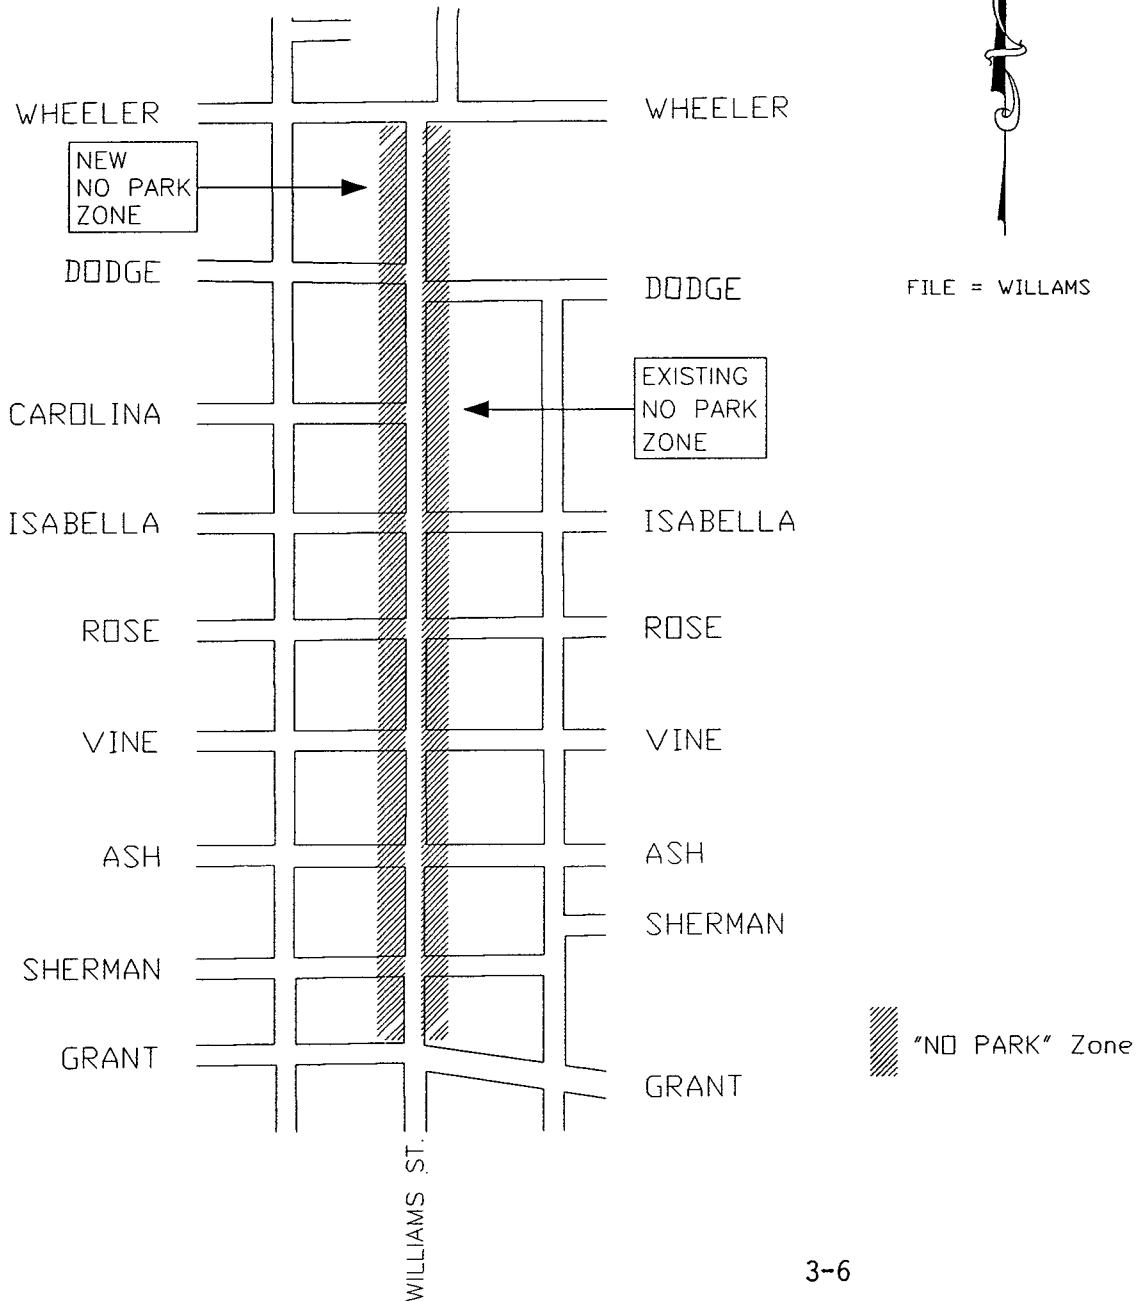 WHEELER
WHEELER
NEW
NO PARK
ZONE
DODGE
DODGE
FILE = WILLAMS
EXISTING
NO PARK
ZONE
CAROLINA
ISABELLA
ISABELLA
ROSE
ROSE
VINE
VINE
ASH
ASH
SHERMAN
SHERMAN
GRANT
GRANT
"NO PARK" Zone
WILLIAMS ST.
3-6